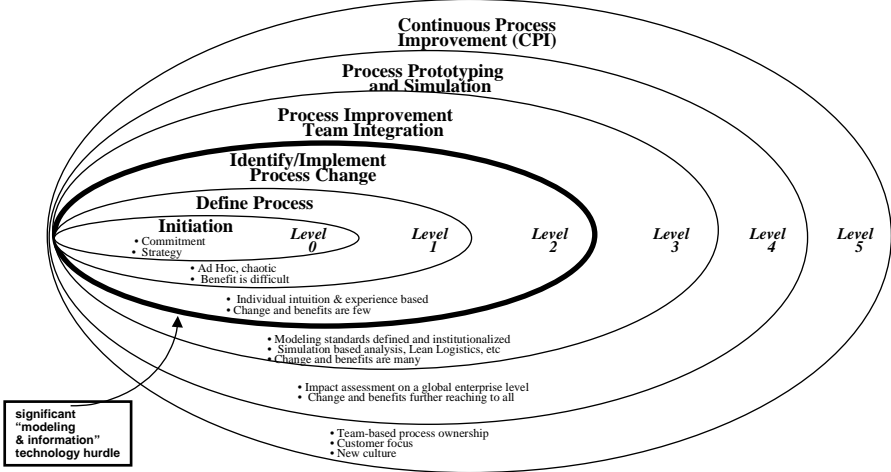 Continuous Process
Improvement (CPI)
Process Prototyping
and Simulation
Process Improvement
Team Integration
Identify/Implement
Process Change
Define Process
Initiation
• Commitment
• Strategy
Level
0
Level
1
Level
2
Level
3
Level
4
Level
5
• Ad Hoc, chaotic
• Benefit is difficult
• Individual intuition & experience based
• Change and benefits are few
• Modeling standards defined and institutionalized
• Simulation based analysis, Lean Logistics, etc
• Change and benefits are many
• Impact assessment on a global enterprise level
• Change and benefits further reaching to all
• Team-based process ownership
• Customer focus
• New culture
significant
“modeling
& information”
technology hurdle